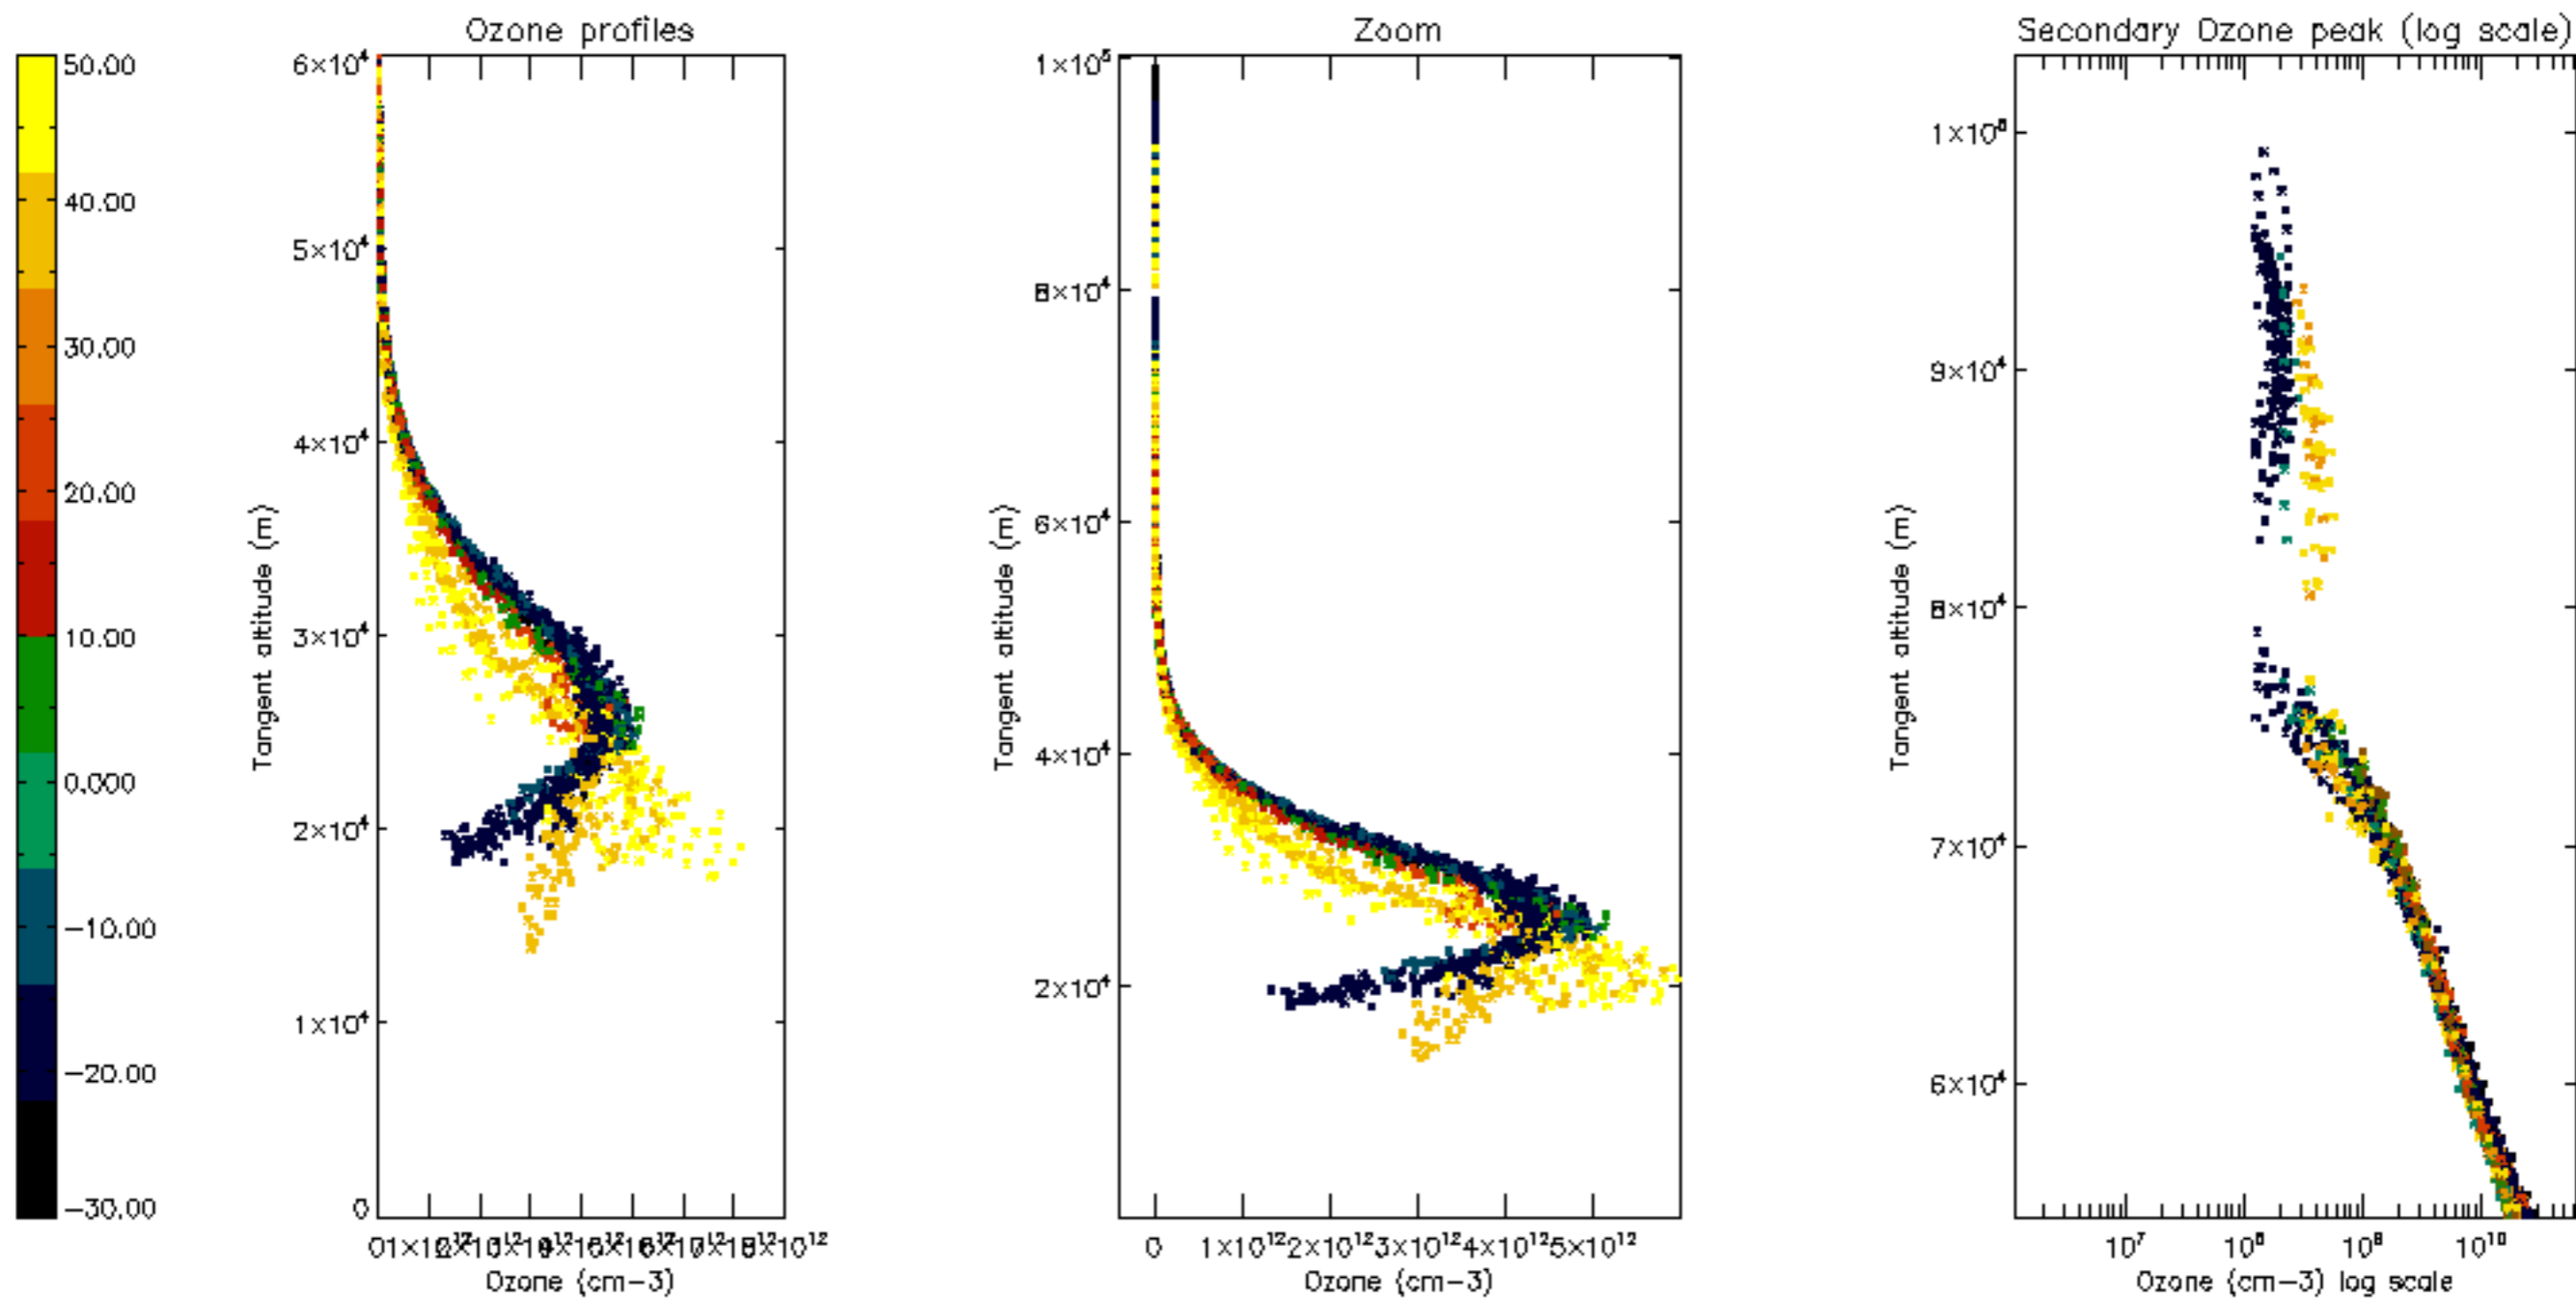 Ozone profiles
Zoom
Secondary Ozone peak (log scale)
50.00
40.00
30.00
20.00
10.00
0.000
−10.00
−20.00
−30.00
6×10⁴
5×10⁴
4×10⁴
3×10⁴
2×10⁴
1×10⁴
0
Tangent altitude (m)
Ozone (cm−3)
1×10⁵
8×10⁴
6×10⁴
4×10⁴
2×10⁴
Tangent altitude (m)
0 1×10¹² 2×10¹² 3×10¹² 4×10¹² 5×10¹²
Ozone (cm−3)
9×10⁴
8×10⁴
7×10⁴
6×10⁴
Tangent altitude (m)
10⁷ 10⁸ 10⁹ 10¹⁰
Ozone (cm−3) log scale